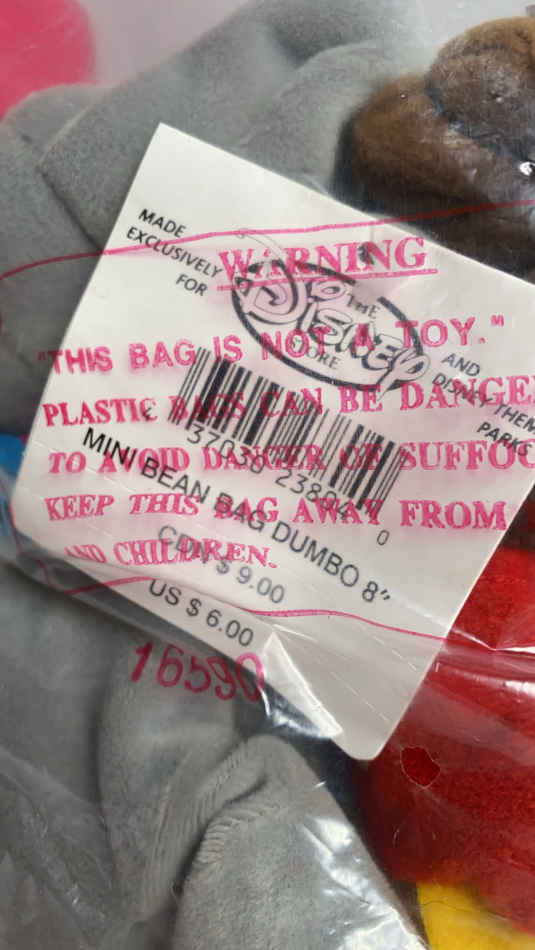 MADE
EXCLUSIVELY
FOR
THE
DISNEY
STORE
AND
DISNEY THEME
PARKS
WARNING
"THIS BAG IS NOT A TOY."
PLASTIC BAGS CAN BE DANGE
TO AVOID DANGER OF SUFFOC
KEEP THIS BAG AWAY FROM
AND CHILDREN.
MINI BEAN BAG DUMBO 8"
CDN $ 9.00
US $ 6.00
16590